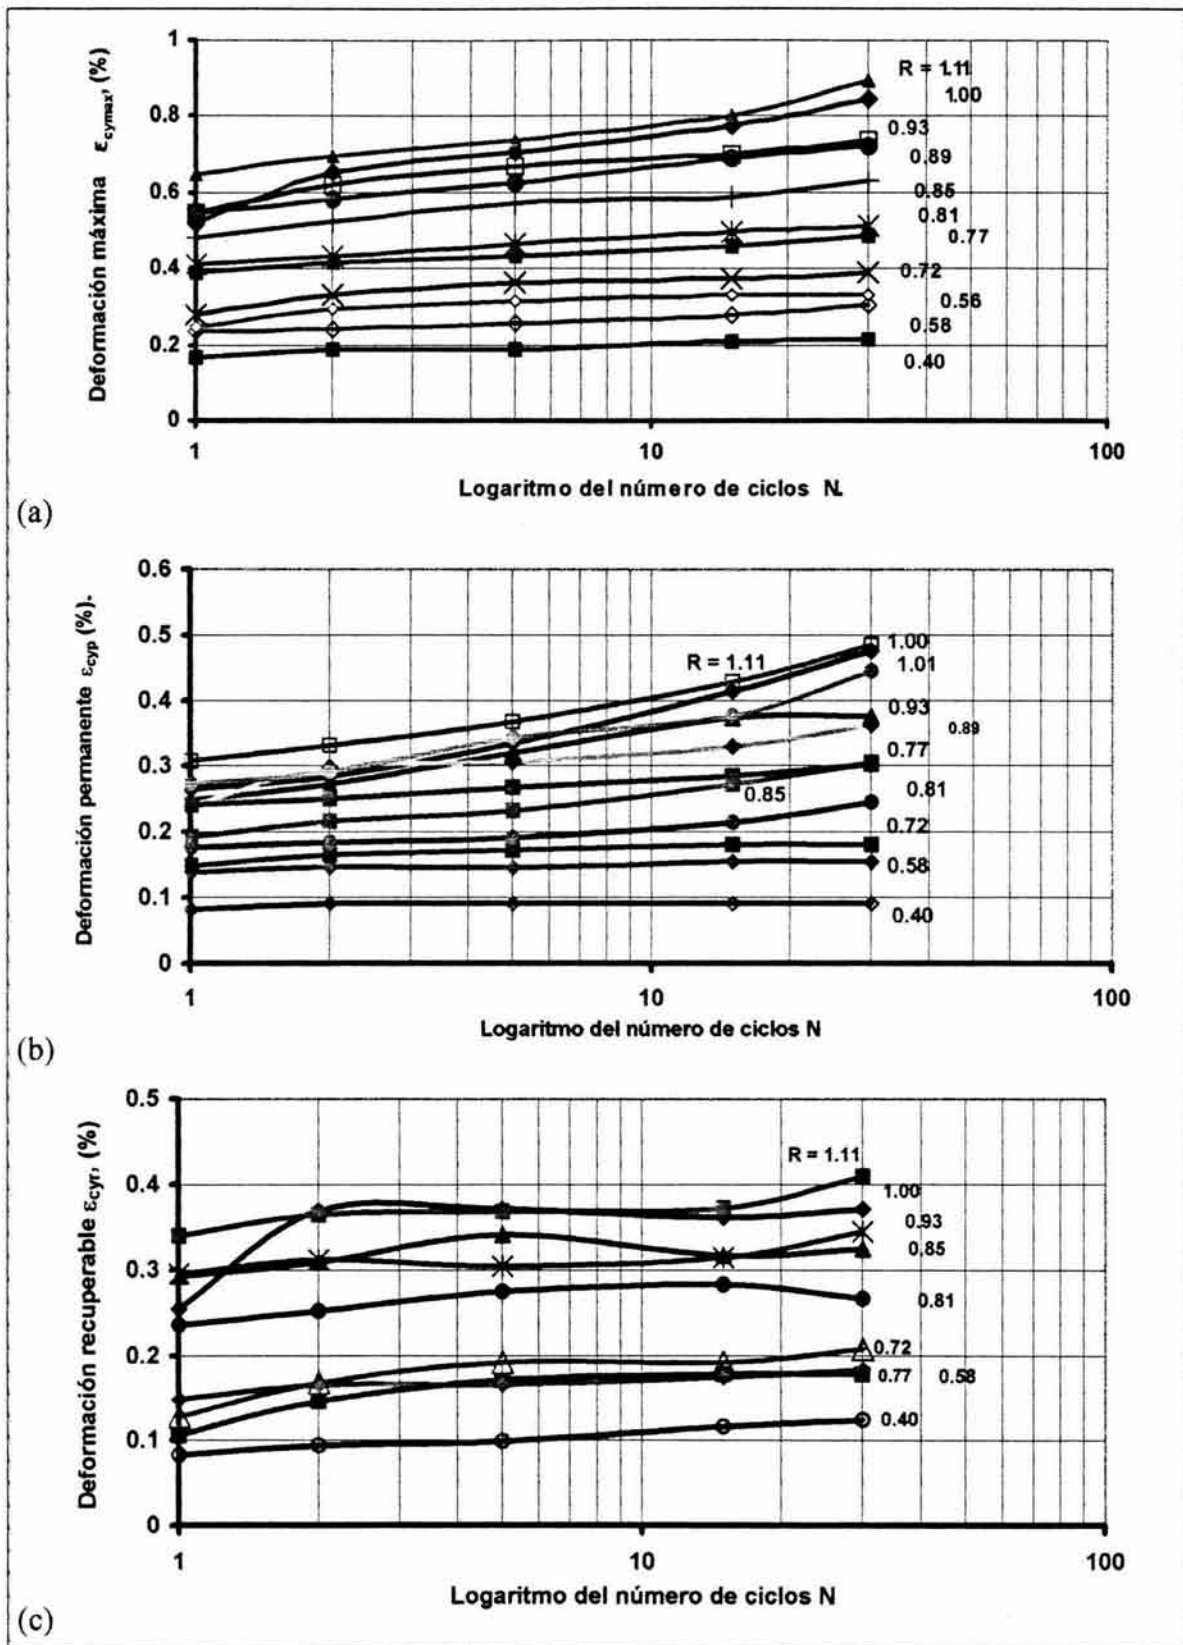 1
R = 1.11
1.00
0.8
0.93
0.89
0.6
0.85
0.81
0.77
0.4
0.72
0.56
0.58
0.2
0.40
0
1 10 100
Deformación máxima εcymax, (%)
Logaritmo del número de ciclos N.
(a)
0.6
0.5
1.00
R = 1.11 1.01
0.4
0.93
0.89
0.77
0.3
0.85 0.81
0.2
0.72
0.58
0.1
0.40
0
1 10 100
Deformación permanente εcyp (%).
Logaritmo del número de ciclos N
(b)
0.5
R = 1.11
0.4
1.00
0.93
0.85
0.3
0.81
0.2
0.72
0.77 0.58
0.40
0.1
0
1 10 100
Deformación recuperable εcyr, (%)
Logaritmo del número de ciclos N
(c)